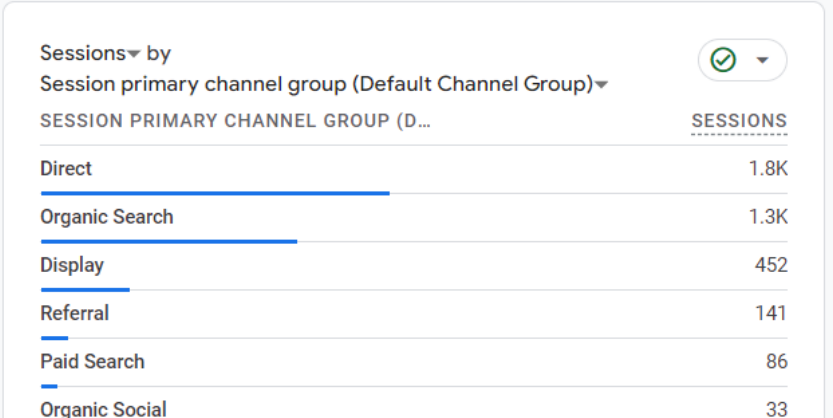 Sessions by
Session primary channel group (Default Channel Group)
SESSION PRIMARY CHANNEL GROUP (D… SESSIONS
Direct 1.8K
Organic Search 1.3K
Display 452
Referral 141
Paid Search 86
Organic Social 33